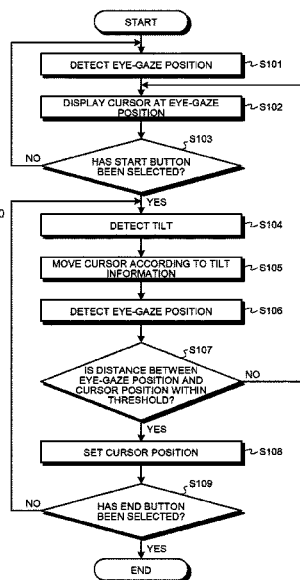 START
DETECT EYE-GAZE POSITION
S101
DISPLAY CURSOR AT EYE-GAZE
POSITION
S102
S103
HAS START BUTTON
BEEN SELECTED?
NO
YES
DETECT TILT
S104
MOVE CURSOR ACCORDING TO TILT
INFORMATION
S105
DETECT EYE-GAZE POSITION
S106
S107
IS DISTANCE BETWEEN
EYE-GAZE POSITION AND
CURSOR POSITION WITHIN
THRESHOLD?
NO
YES
SET CURSOR POSITION
S108
S109
HAS END BUTTON
BEEN SELECTED?
NO
YES
END